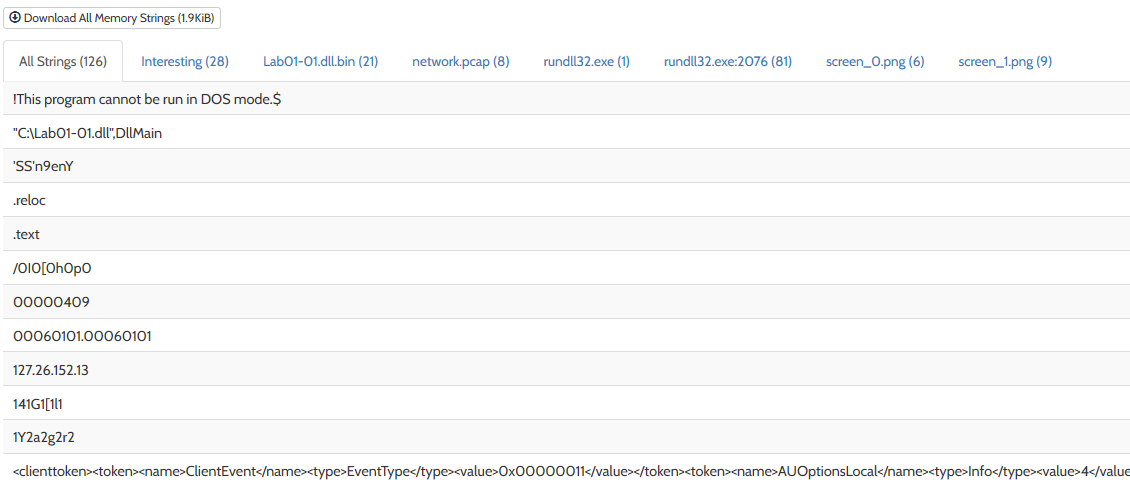 Download All Memory Strings (1.9KiB)
All Strings (126) Interesting (28) Lab01-01.dll.bin (21) network.pcap (8) rundll32.exe (1) rundll32.exe:2076 (81) screen_0.png (6) screen_1.png (9)
!This program cannot be run in DOS mode.$
"C:\Lab01-01.dll",DllMain
'SS'n9enY
.reloc
.text
/0I0[0h0p0
00000409
00060101.00060101
127.26.152.13
141G1[1l1
1Y2a2g2r2
<clienttoken><token><name>ClientEvent</name><type>EventType</type><value>0x00000011</value></token><token><name>AUOptionsLocal</name><type>Info</type><value>4</value